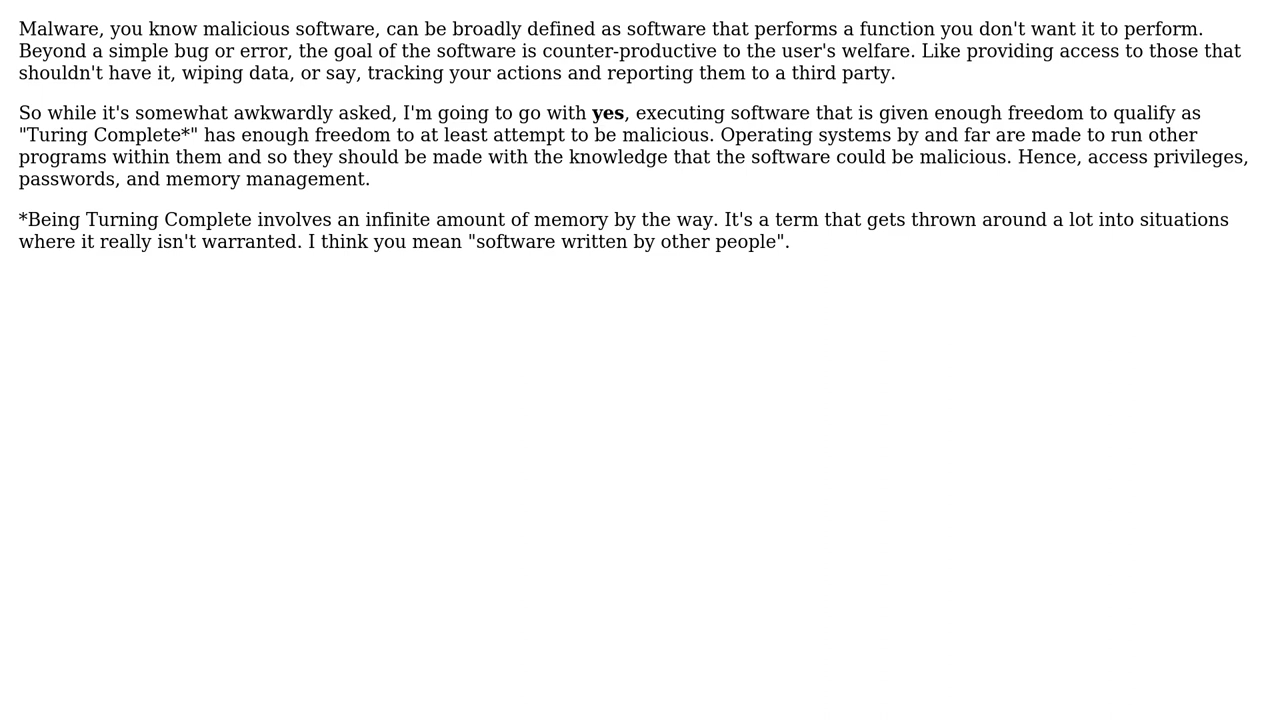 Malware, you know malicious software, can be broadly defined as software that performs a function you don't want it to perform.
Beyond a simple bug or error, the goal of the software is counter-productive to the user's welfare. Like providing access to those that
shouldn't have it, wiping data, or say, tracking your actions and reporting them to a third party.
So while it's somewhat awkwardly asked, I'm going to go with yes, executing software that is given enough freedom to qualify as
"Turing Complete*" has enough freedom to at least attempt to be malicious. Operating systems by and far are made to run other
programs within them and so they should be made with the knowledge that the software could be malicious. Hence, access privileges,
passwords, and memory management.
*Being Turning Complete involves an infinite amount of memory by the way. It's a term that gets thrown around a lot into situations
where it really isn't warranted. I think you mean "software written by other people".